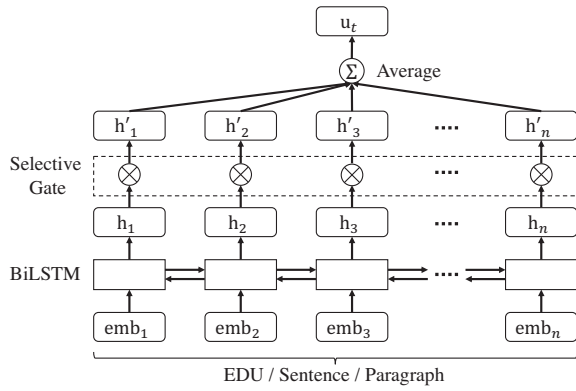 u_t
Σ Average
h'_1 h'_2 h'_3 .... h'_n
Selective
Gate ....
h_1 h_2 h_3 .... h_n
BiLSTM ....
emb_1 emb_2 emb_3 emb_n
EDU / Sentence / Paragraph